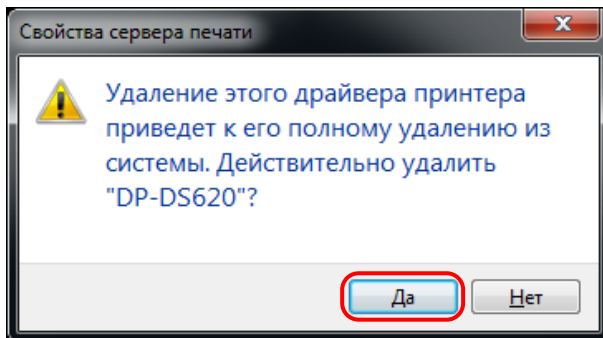 Свойства сервера печати
Удаление этого драйвера принтера
приведет к его полному удалению из
системы. Действительно удалить
"DP-DS620"?
Да
Нет